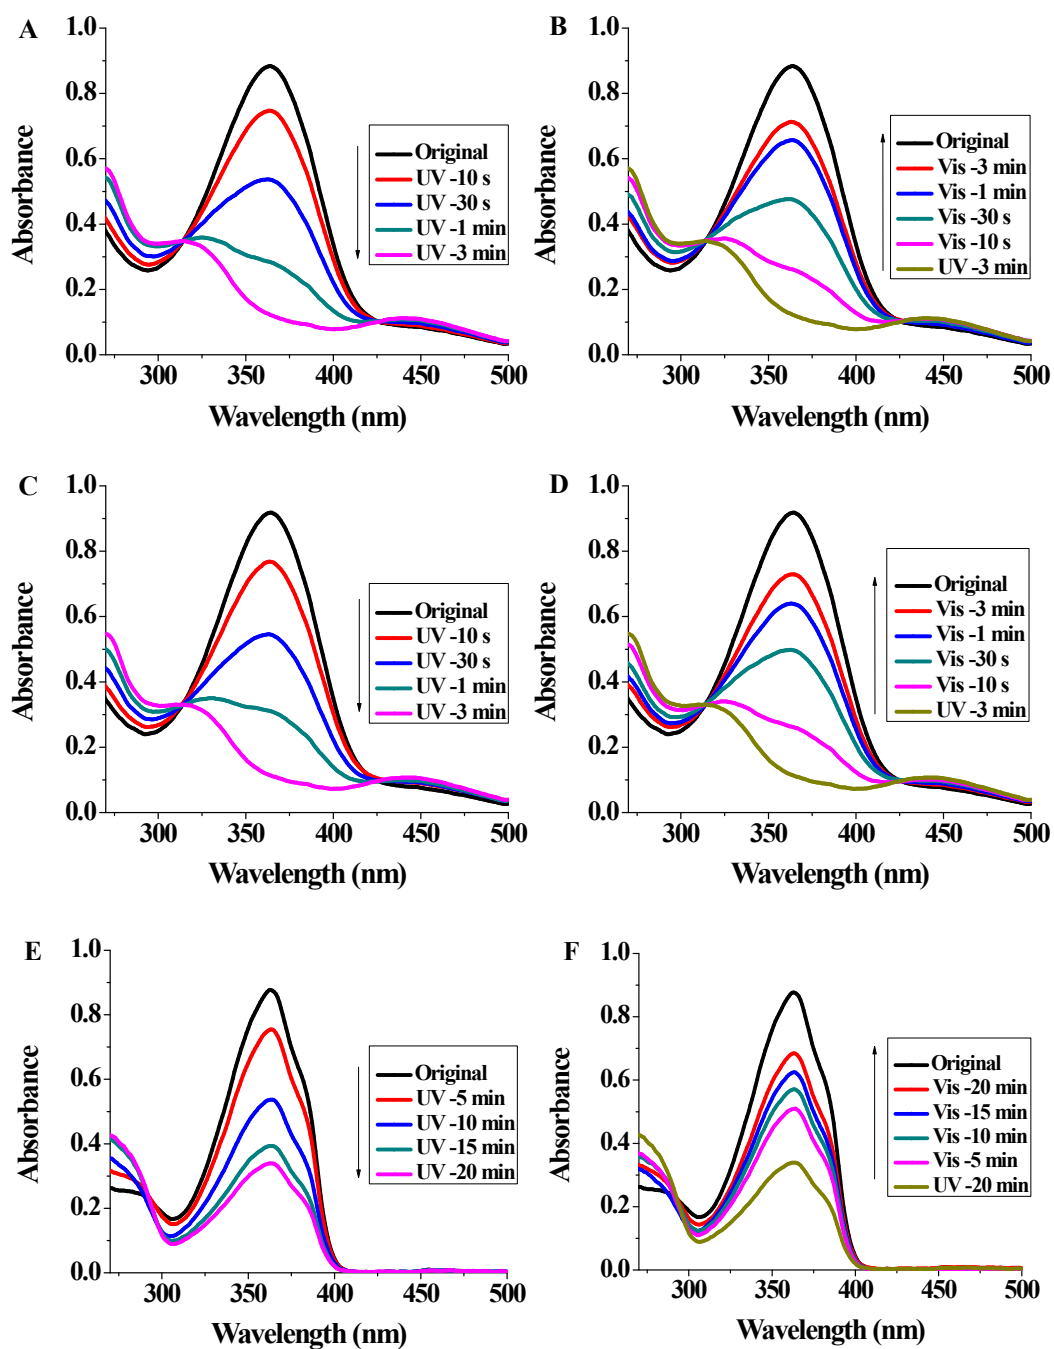 A
1.0
0.8
0.6
0.4
0.2
0.0
Absorbance
300 350 400 450 500
Wavelength (nm)
Original
UV -10 s
UV -30 s
UV -1 min
UV -3 min
B
1.0
0.8
0.6
0.4
0.2
0.0
Absorbance
300 350 400 450 500
Wavelength (nm)
Original
Vis -3 min
Vis -1 min
Vis -30 s
Vis -10 s
UV -3 min
C
1.0
0.8
0.6
0.4
0.2
0.0
Absorbance
300 350 400 450 500
Wavelength (nm)
Original
UV -10 s
UV -30 s
UV -1 min
UV -3 min
D
1.0
0.8
0.6
0.4
0.2
0.0
Absorbance
300 350 400 450 500
Wavelength (nm)
Original
Vis -3 min
Vis -1 min
Vis -30 s
Vis -10 s
UV -3 min
E
1.0
0.8
0.6
0.4
0.2
0.0
Absorbance
300 350 400 450 500
Wavelength (nm)
Original
UV -5 min
UV -10 min
UV -15 min
UV -20 min
F
1.0
0.8
0.6
0.4
0.2
0.0
Absorbance
300 350 400 450 500
Wavelength (nm)
Original
Vis -20 min
Vis -15 min
Vis -10 min
Vis -5 min
UV -20 min